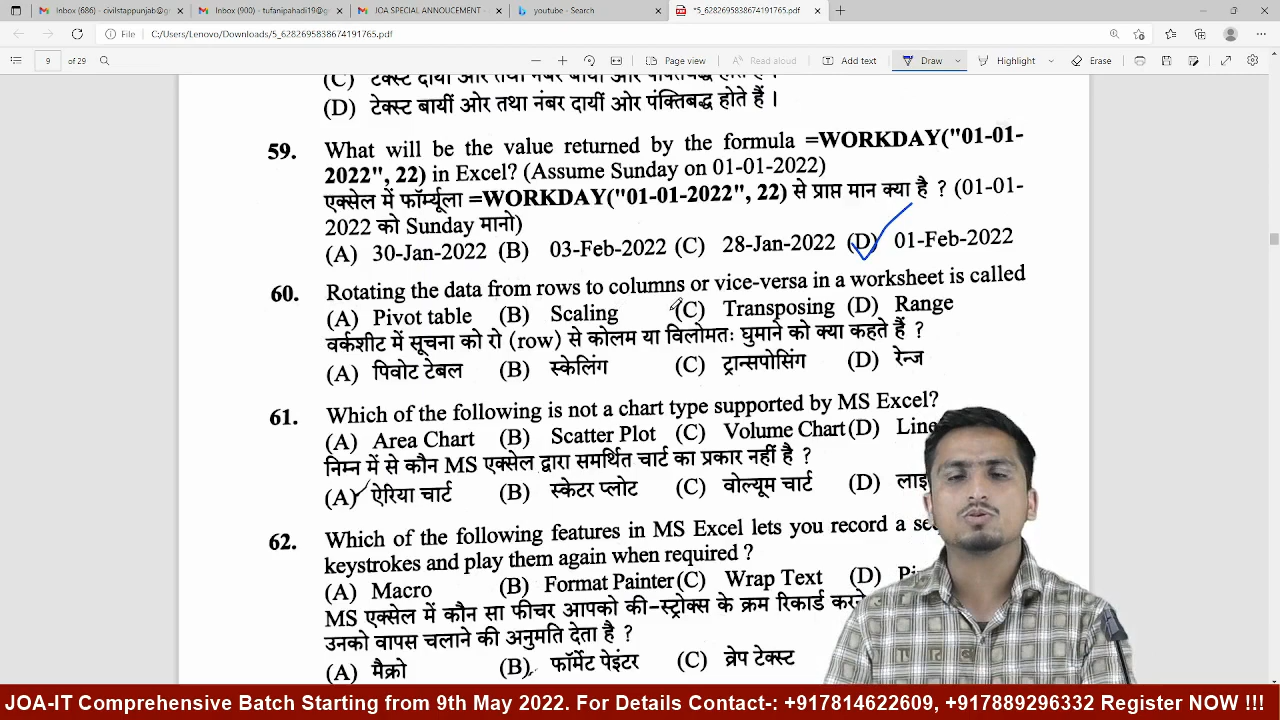 Inbox (686) - civilstappunjab@g
Inbox (900) - tufanipahadi19@g
JOA SPECIAL ANNOUCEMENT -
youtube - Search
*5_6282695838674191765.pdf
File C:/Users/Lenovo/Downloads/5_6282695838674191765.pdf
9 of 29 Page view Read aloud Add text Draw Highlight Erase
(C) टेक्स्ट दायीं ओर तथा नंबर बायीं ओर पंक्तिबद्ध होते हैं ।
(D) टेक्स्ट बायीं ओर तथा नंबर दायीं ओर पंक्तिबद्ध होते हैं ।
59. What will be the value returned by the formula =WORKDAY("01-01-
2022", 22) in Excel? (Assume Sunday on 01-01-2022)
एक्सेल में फॉर्म्यूला =WORKDAY("01-01-2022", 22) से प्राप्त मान क्या है ? (01-01-
2022 को Sunday मानो)
(A) 30-Jan-2022 (B) 03-Feb-2022 (C) 28-Jan-2022 (D) 01-Feb-2022
60. Rotating the data from rows to columns or vice-versa in a worksheet is called
(A) Pivot table (B) Scaling (C) Transposing (D) Range
वर्कशीट में सूचना को रो (row) से कोलम या विलोमतः घुमाने को क्या कहते हैं ?
(A) पिवोट टेबल (B) स्केलिंग (C) ट्रान्सपोसिंग (D) रेन्ज
61. Which of the following is not a chart type supported by MS Excel?
(A) Area Chart (B) Scatter Plot (C) Volume Chart (D) Line
निम्न में से कौन MS एक्सेल द्वारा समर्थित चार्ट का प्रकार नहीं है ?
(A) ऐरिया चार्ट (B) स्केटर प्लोट (C) वोल्यूम चार्ट (D) लाइ
62. Which of the following features in MS Excel lets you record a se
keystrokes and play them again when required ?
(A) Macro (B) Format Painter (C) Wrap Text (D) Pi
MS एक्सेल में कौन सा फीचर आपको की-स्ट्रोक्स के क्रम रिकार्ड करने
उनको वापस चलाने की अनुमति देता है ?
(A) मैक्रो (B) फॉर्मेट पेइंटर (C) व्रेप टेक्स्ट
JOA-IT Comprehensive Batch Starting from 9th May 2022. For Details Contact-: +917814622609, +917889296332 Register NOW !!!